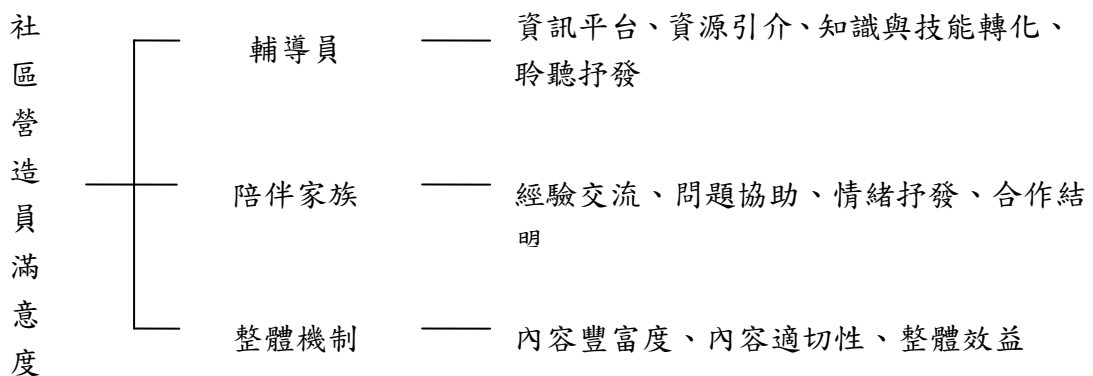 社區營造員滿意度
輔導員
資訊平台、資源引介、知識與技能轉化、
聆聽抒發
陪伴家族
經驗交流、問題協助、情緒抒發、合作結
明
整體機制
內容豐富度、內容適切性、整體效益